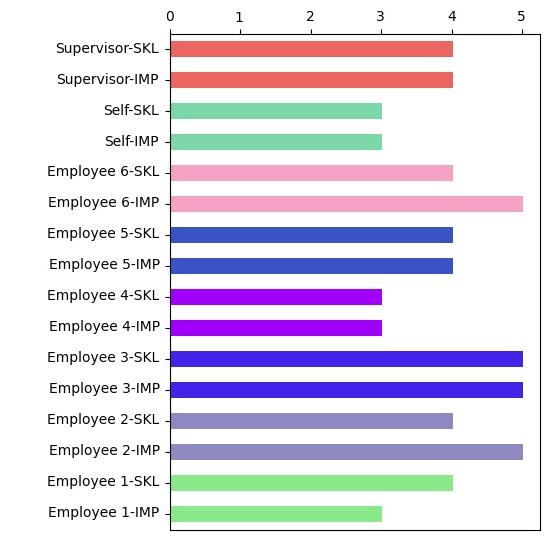 0 1 2 3 4 5
Supervisor-SKL
Supervisor-IMP
Self-SKL
Self-IMP
Employee 6-SKL
Employee 6-IMP
Employee 5-SKL
Employee 5-IMP
Employee 4-SKL
Employee 4-IMP
Employee 3-SKL
Employee 3-IMP
Employee 2-SKL
Employee 2-IMP
Employee 1-SKL
Employee 1-IMP